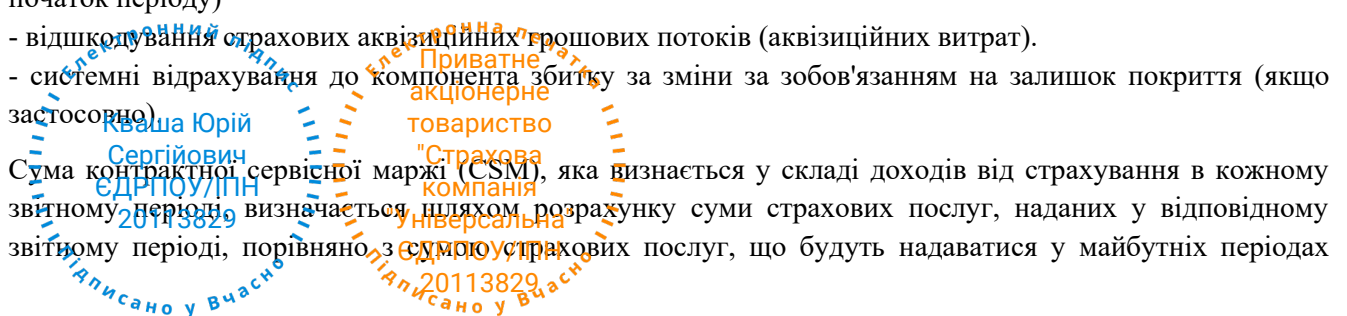 початок періоду)
- відшкодування страхових аквізиційних грошових потоків (аквізиційних витрат).
- системні відрахування до компонента збитку за зміни за зобов'язанням на залишок покриття (якщо
застосовно).
Сума контрактної сервісної маржі (CSM), яка визнається у складі доходів від страхування в кожному
звітному періоді, визначається шляхом розрахунку суми страхових послуг, наданих у відповідному
звітному періоді, порівняно з сумою страхових послуг, що будуть надаватися у майбутніх періодах
Електронний підпис
Кваша Юрій
Сергійович
ЄДРПОУ/ІПН
20113829
Підписано у Вчасно
Електронна печатка
Приватне
акціонерне
товариство
"Страхова
компанія
"Універсальна"
ЄДРПОУ/ІПН
20113829
Підписано у Вчасно